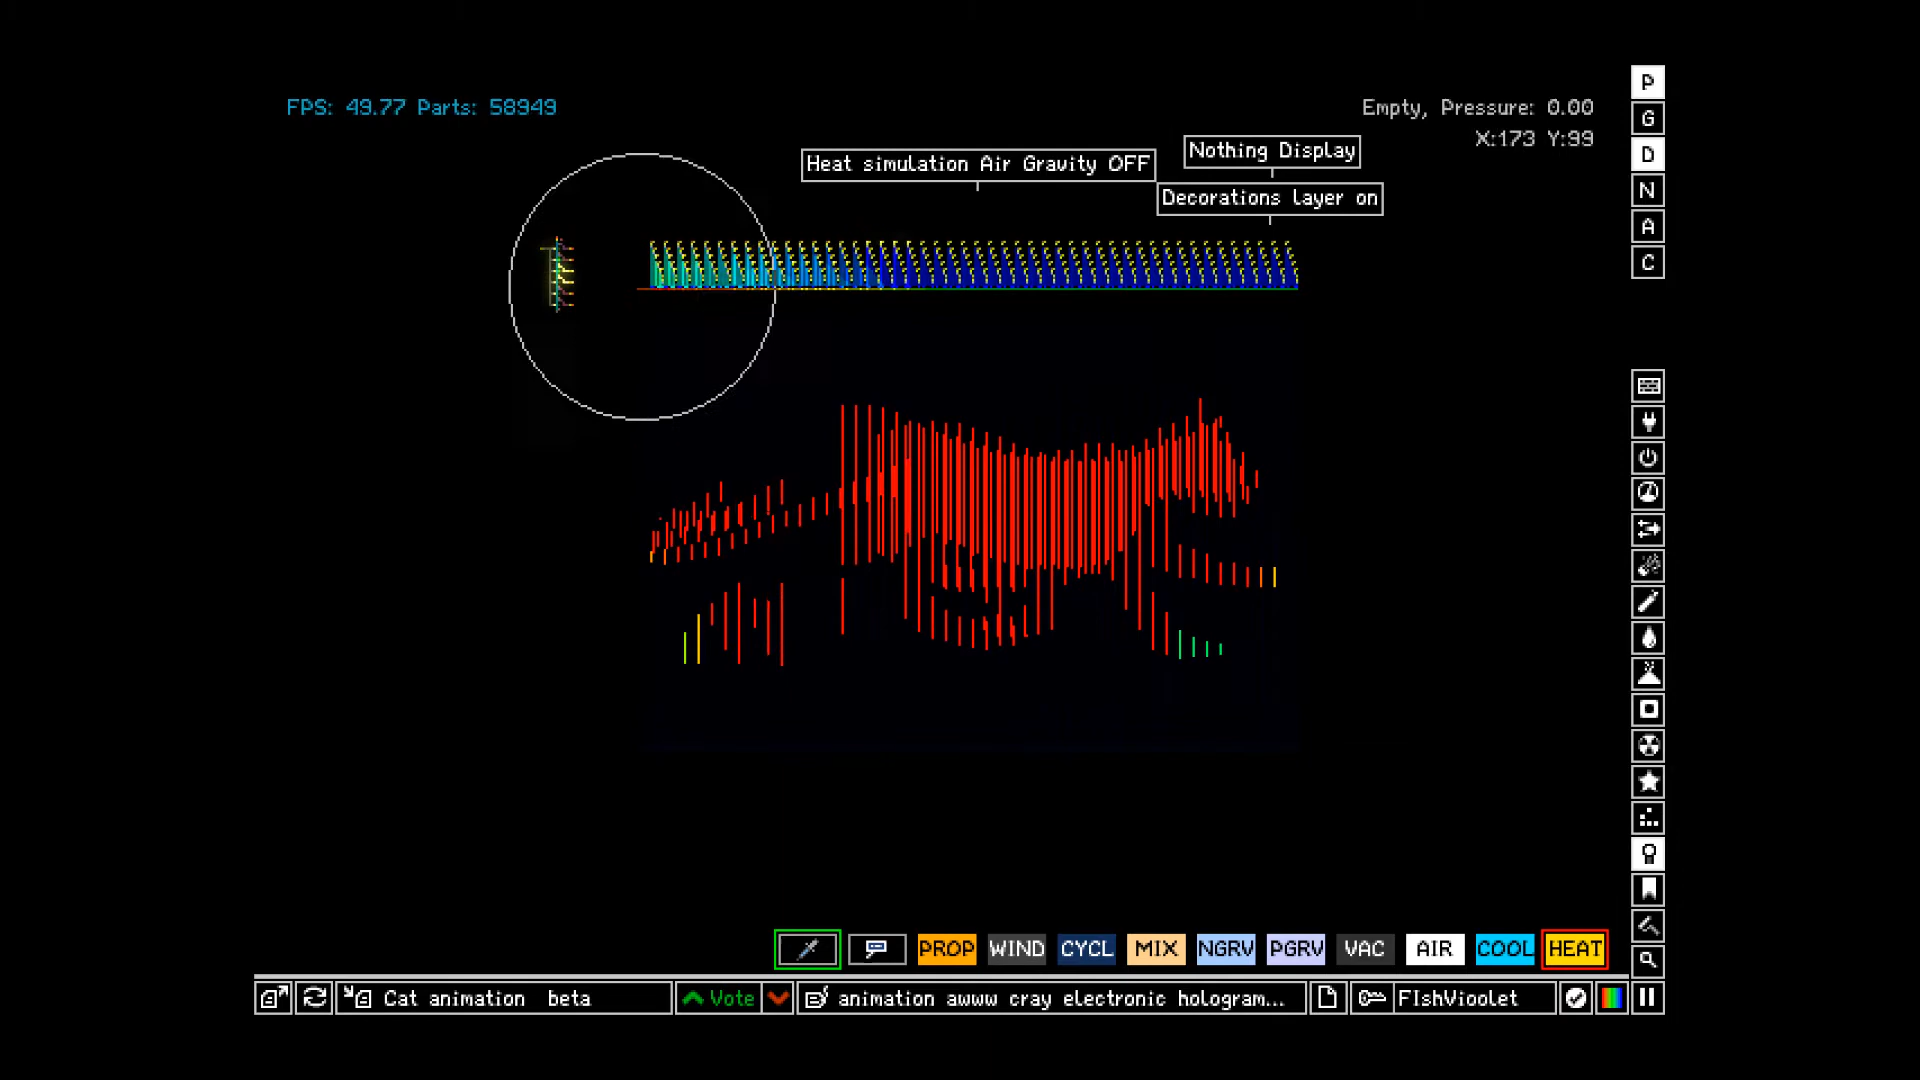 P
FPS: 49.77 Parts: 58949
Empty, Pressure: 0.00
G
X:173 Y:99
Nothing Display
D
Heat simulation Air Gravity OFF
N
Decorations layer on
A
C
PROP WIND CYCL MIX NGRV PGRV VAC AIR COOL HEAT
Cat animation beta
Vote
animation awww cray electronic hologram...
FIshVioolet